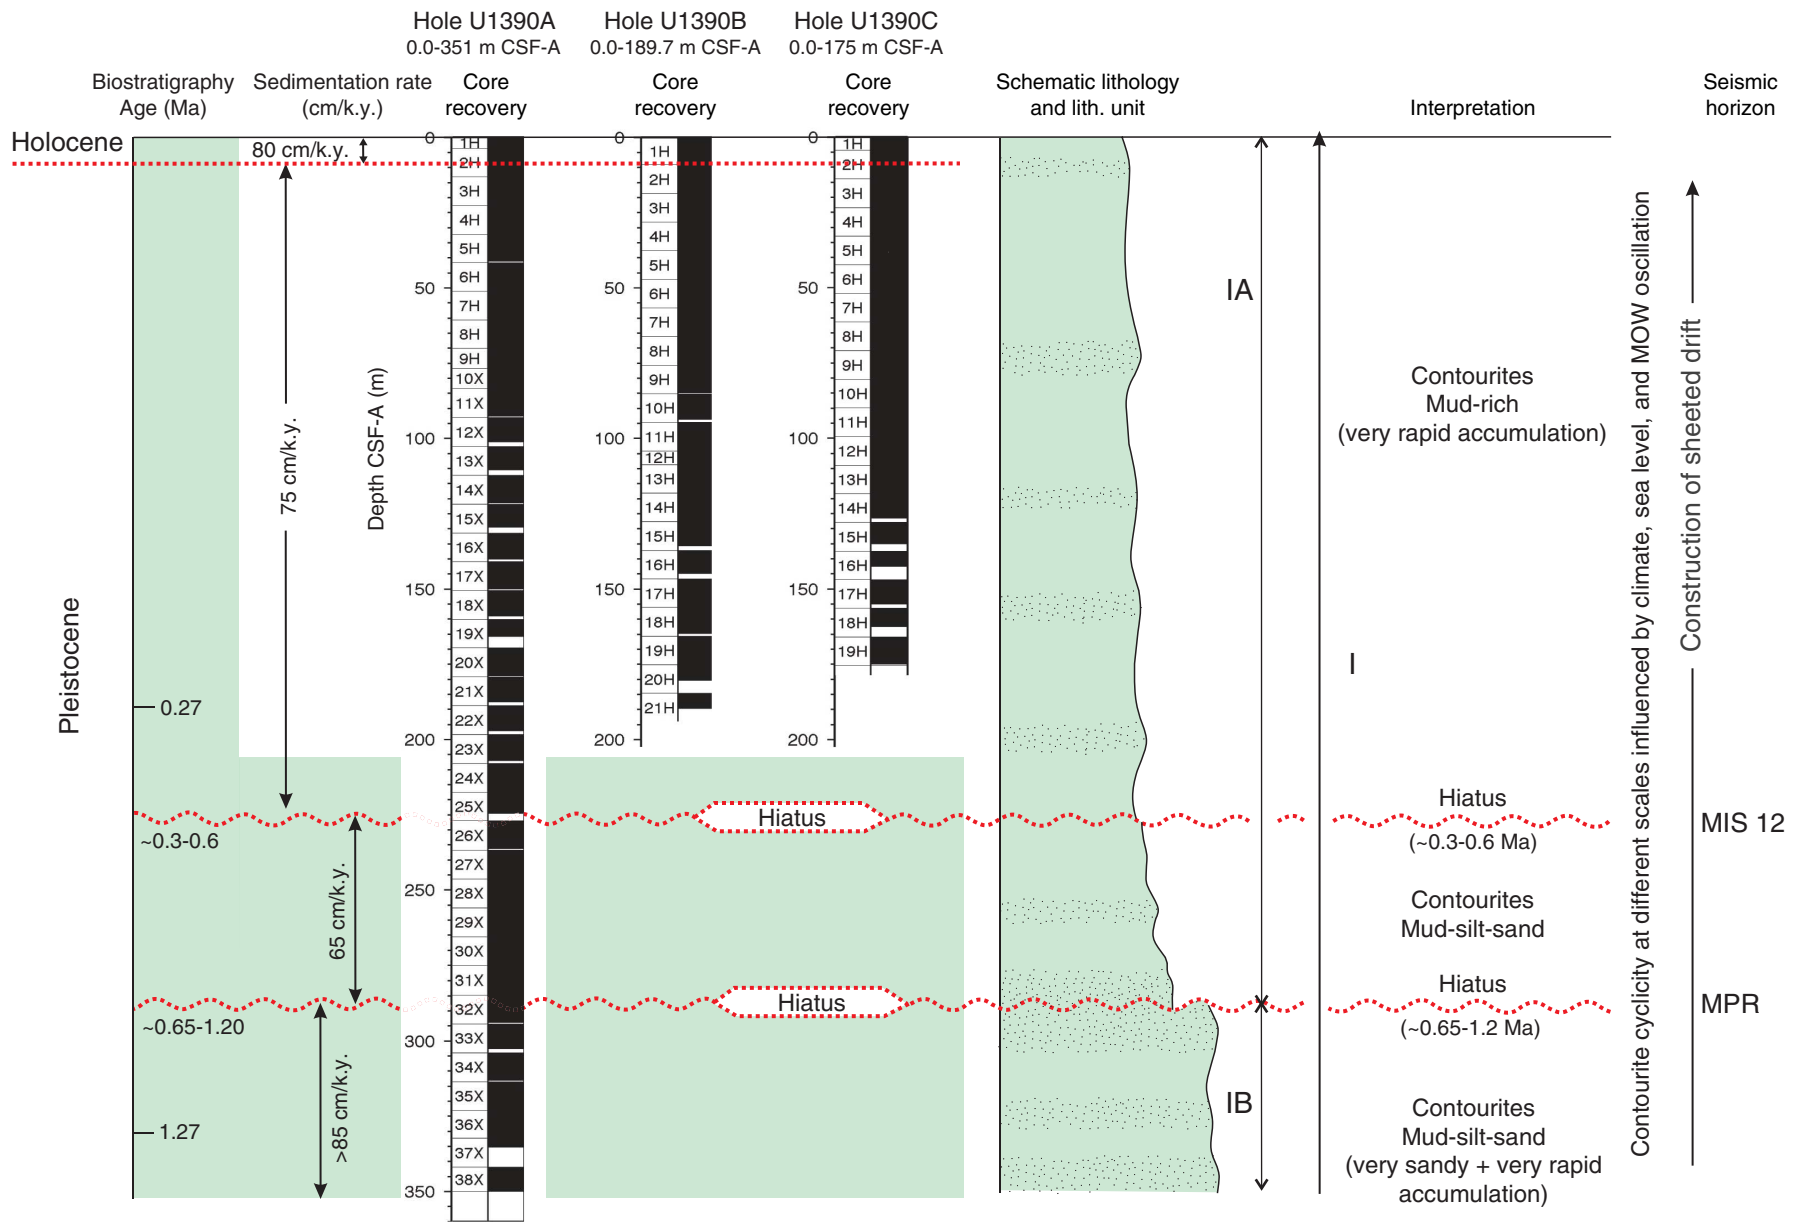 Hole U1390A
0.0-351 m CSF-A
Hole U1390B
0.0-189.7 m CSF-A
Hole U1390C
0.0-175 m CSF-A
Biostratigraphy
Age (Ma)
Sedimentation rate
(cm/k.y.)
Core
recovery
Core
recovery
Core
recovery
Schematic lithology
and lith. unit
Interpretation
Seismic
horizon
Holocene
Pleistocene
0.27
~0.3-0.6
~0.65-1.20
1.27
80 cm/k.y.
75 cm/k.y.
65 cm/k.y.
>85 cm/k.y.
Depth CSF-A (m)
0
50
100
150
200
250
300
350
1H
2H
3H
4H
5H
6H
7H
8H
9H
10X
11X
12X
13X
14X
15X
16X
17X
18X
19X
20X
21X
22X
23X
24X
25X
26X
27X
28X
29X
30X
31X
32X
33X
34X
35X
36X
37X
38X
0
50
100
150
200
1H
2H
3H
4H
5H
6H
7H
8H
9H
10H
11H
12H
13H
14H
15H
16H
17H
18H
19H
20H
21H
0
50
100
150
200
1H
2H
3H
4H
5H
6H
7H
8H
9H
10H
11H
12H
13H
14H
15H
16H
17H
18H
19H
Hiatus
Hiatus
IA
IB
I
Contourites
Mud-rich
(very rapid accumulation)
Hiatus
(~0.3-0.6 Ma)
Contourites
Mud-silt-sand
Hiatus
(~0.65-1.2 Ma)
Contourites
Mud-silt-sand
(very sandy + very rapid
accumulation)
Contourite cyclicity at different scales influenced by climate, sea level, and MOW oscillation
Construction of sheeted drift
MIS 12
MPR